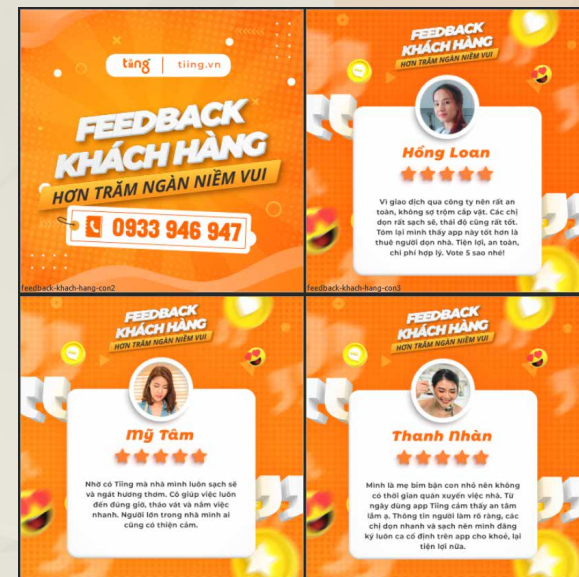 tiing | tiing.vn
FEEDBACK
KHÁCH HÀNG
HƠN TRĂM NGÀN NIỀM VUI
0933 946 947
feedback-khach-hang-con2
FEEDBACK
KHÁCH HÀNG
HƠN TRĂM NGÀN NIỀM VUI
Hồng Loan
Vì giao dịch qua công ty nên rất an
toàn, không sợ trộm cắp vặt. Các chị
dọn rất sạch sẽ, thái độ cũng rất tốt.
Tóm lại mình thấy app này tốt hơn là
thuê người dọn nhà. Tiện lợi, an toàn,
chi phí hợp lý. Vote 5 sao nhé!
feedback-khach-hang-con3
FEEDBACK
KHÁCH HÀNG
HƠN TRĂM NGÀN NIỀM VUI
Mỹ Tâm
Nhờ có Tiing mà nhà mình luôn sạch sẽ
và ngát hương thơm. Cô giúp việc luôn
đến đúng giờ, tháo vát và nắm việc
nhanh. Người lớn trong nhà mình ai
cũng có thiện cảm.
FEEDBACK
KHÁCH HÀNG
HƠN TRĂM NGÀN NIỀM VUI
Thanh Nhàn
Mình là mẹ bỉm bận con nhỏ nên không
có thời gian quán xuyến việc nhà. Từ
ngày dùng app Tiing cảm thấy an tâm
lắm ạ. Thông tin người làm rõ ràng, các
chị dọn nhanh và sạch nên mình đăng
ký luôn ca cố định trên app cho khoẻ, lại
tiện lợi nữa.